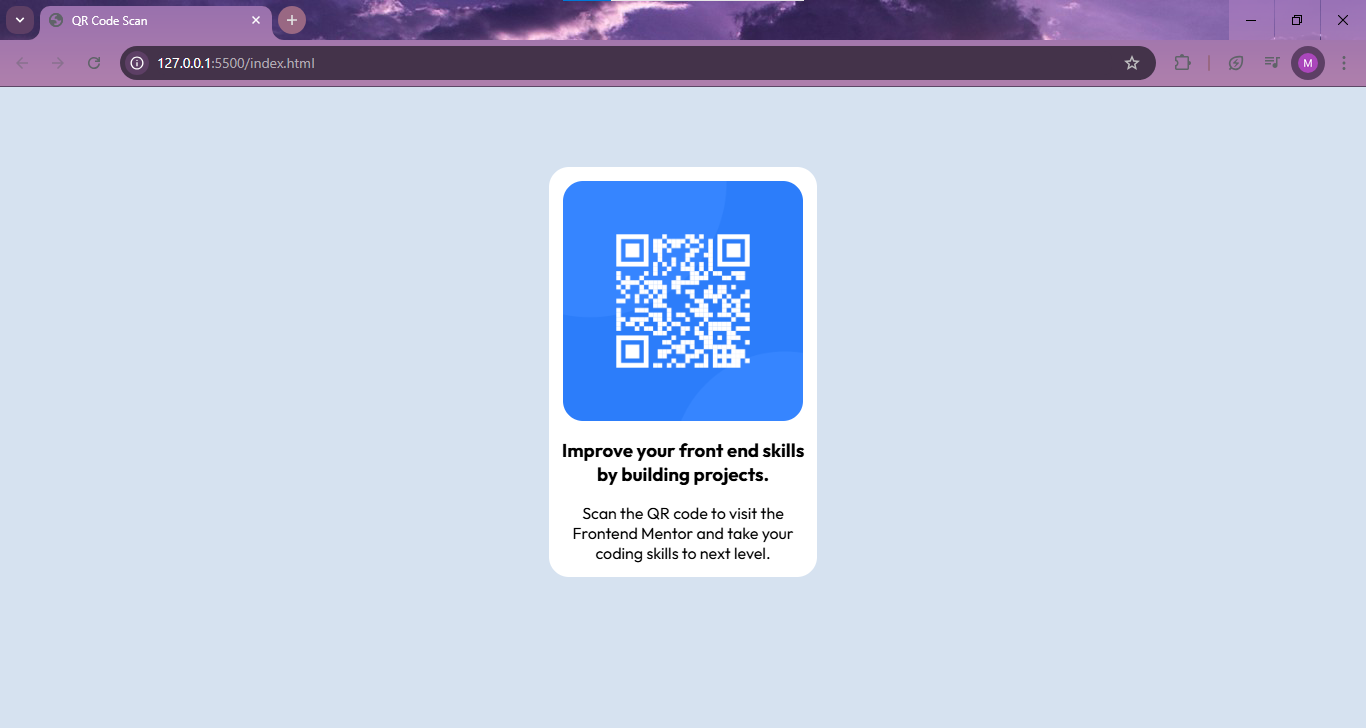 QR Code Scan
127.0.0.1:5500/index.html
M
Improve your front end skills
by building projects.
Scan the QR code to visit the
Frontend Mentor and take your
coding skills to next level.